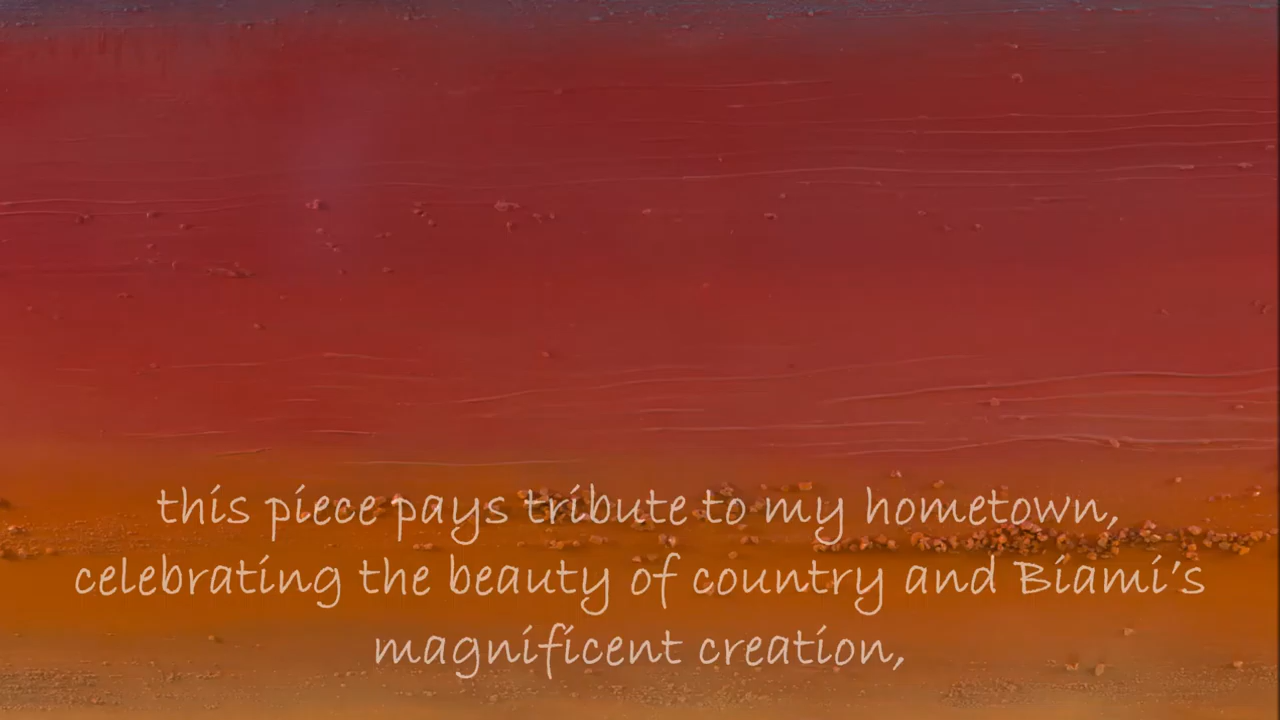 this piece pays tribute to my hometown,
celebrating the beauty of country and Biami's
magnificent creation,